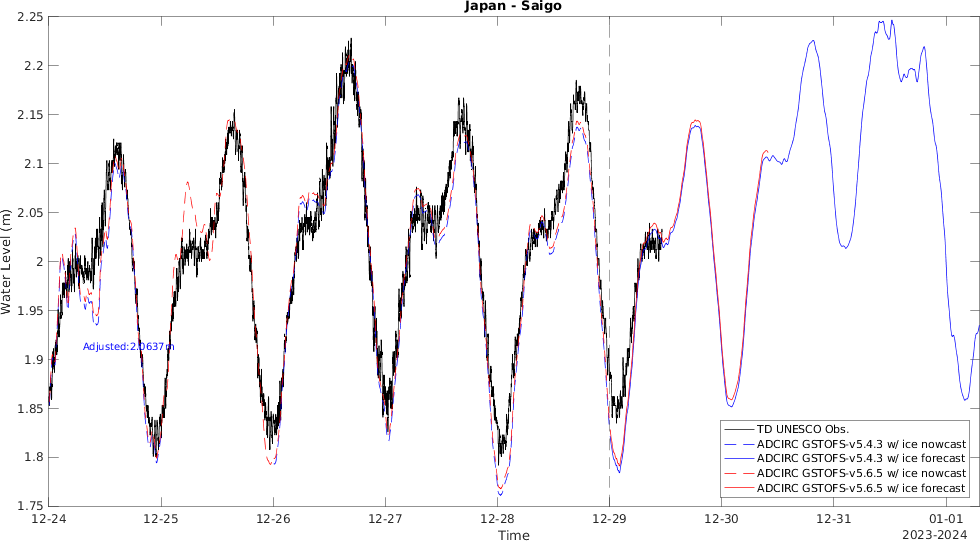 Japan - Saigo
Water Level (m)
2.25
2.2
2.15
2.1
2.05
2
1.95
1.9
1.85
1.8
1.75
Adjusted:2.0637m
TD UNESCO Obs.
ADCIRC GSTOFS-v5.4.3 w/ ice nowcast
ADCIRC GSTOFS-v5.4.3 w/ ice forecast
ADCIRC GSTOFS-v5.6.5 w/ ice nowcast
ADCIRC GSTOFS-v5.6.5 w/ ice forecast
12-24 12-25 12-26 12-27 12-28 12-29 12-30 12-31 01-01
Time
2023-2024